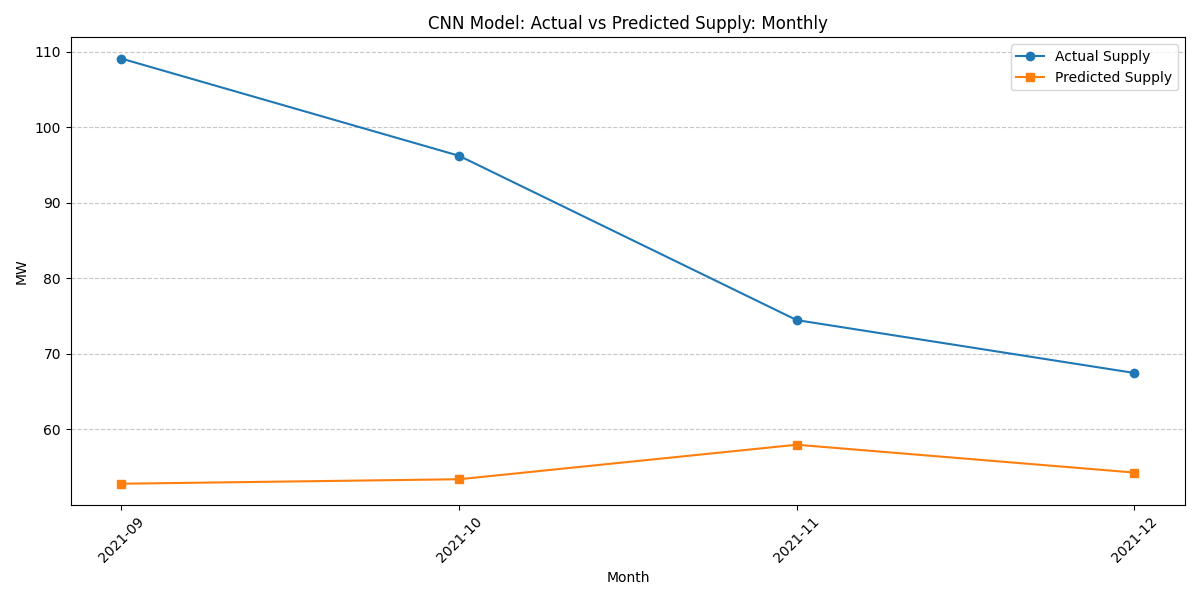 CNN Model: Actual vs Predicted Supply: Monthly
Actual Supply
Predicted Supply
MW
110
100
90
80
70
60
2021-09
2021-10
2021-11
2021-12
Month